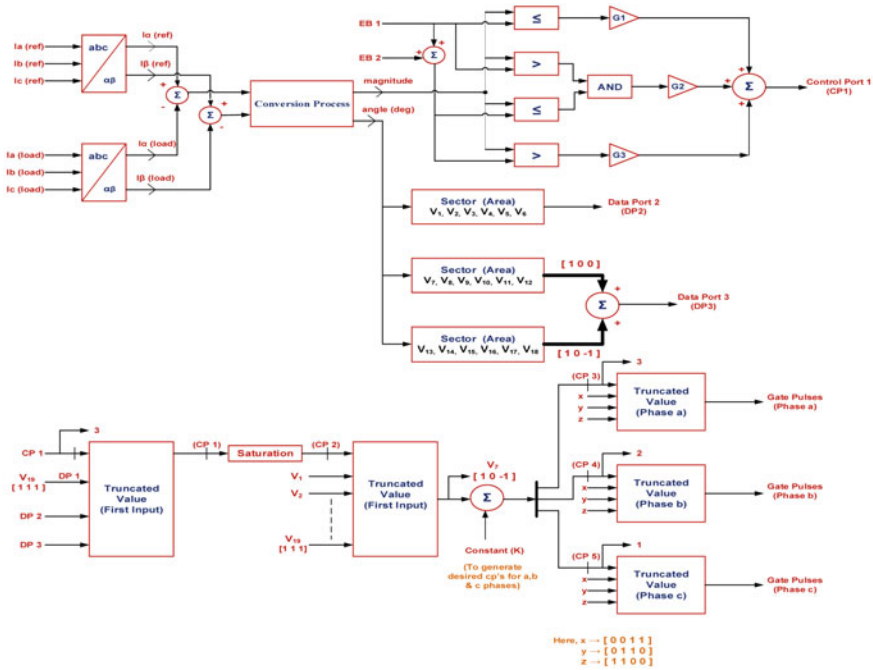 Ia (ref)
Ib (ref)
Ic (ref)
abc
αβ
Iα (ref)
Iβ (ref)
+
-
Σ
+
-
Σ
Ia (load)
Ib (load)
Ic (load)
abc
αβ
Iα (load)
Iβ (load)
Conversion Process
magnitude
angle (deg)
EB 1
EB 2
+
+
Σ
≤
G1
>
AND
G2
≤
>
G3
+
+
+
Σ
Control Port 1
(CP1)
Sector (Area)
V₁, V₂, V₃, V₄, V₅, V₆
Data Port 2
(DP2)
Sector (Area)
V₇, V₈, V₉, V₁₀, V₁₁, V₁₂
[ 1 0 0 ]
Sector (Area)
V₁₃, V₁₄, V₁₅, V₁₆, V₁₇, V₁₈
[ 1 0 -1 ]
+
+
Σ
Data Port 3
(DP3)
3
CP 1
V₁₉
[ 1 1 1 ]
DP 1
DP 2
DP 3
Truncated
Value
(First Input)
(CP 1)
Saturation
(CP 2)
V₁
V₂
V₁₉
[1 1 1]
Truncated
Value
(First Input)
V₇
[ 1 0 -1 ]
Σ
Constant (K)
(To generate
desired cp's for a,b
& c phases)
3
(CP 3)
x
y
z
Truncated
Value
(Phase a)
Gate Pulses
(Phase a)
2
(CP 4)
x
y
z
Truncated
Value
(Phase b)
Gate Pulses
(Phase b)
1
(CP 5)
x
y
z
Truncated
Value
(Phase c)
Gate Pulses
(Phase c)
Here, x → [ 0 0 1 1 ]
y → [ 0 1 1 0 ]
z → [ 1 1 0 0 ]